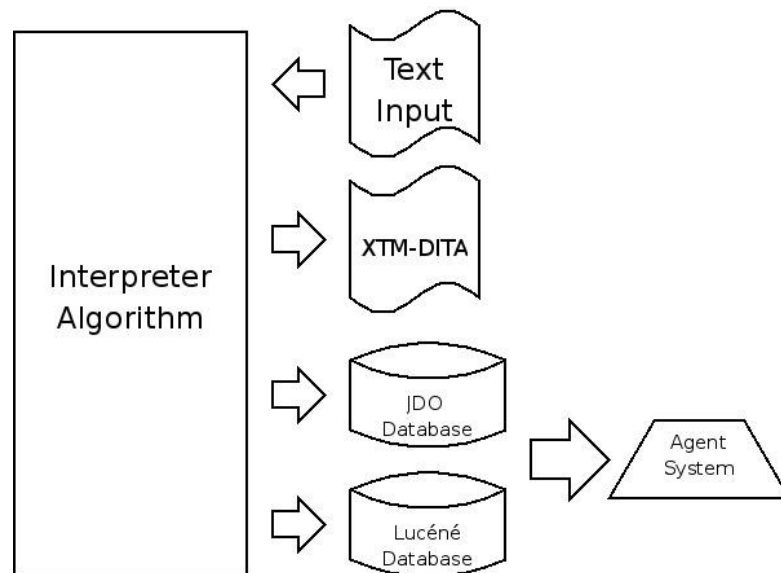 Text
Input
XTM-DITA
Interpreter
Algorithm
JDO
Database
Agent
System
Lucéné
Database